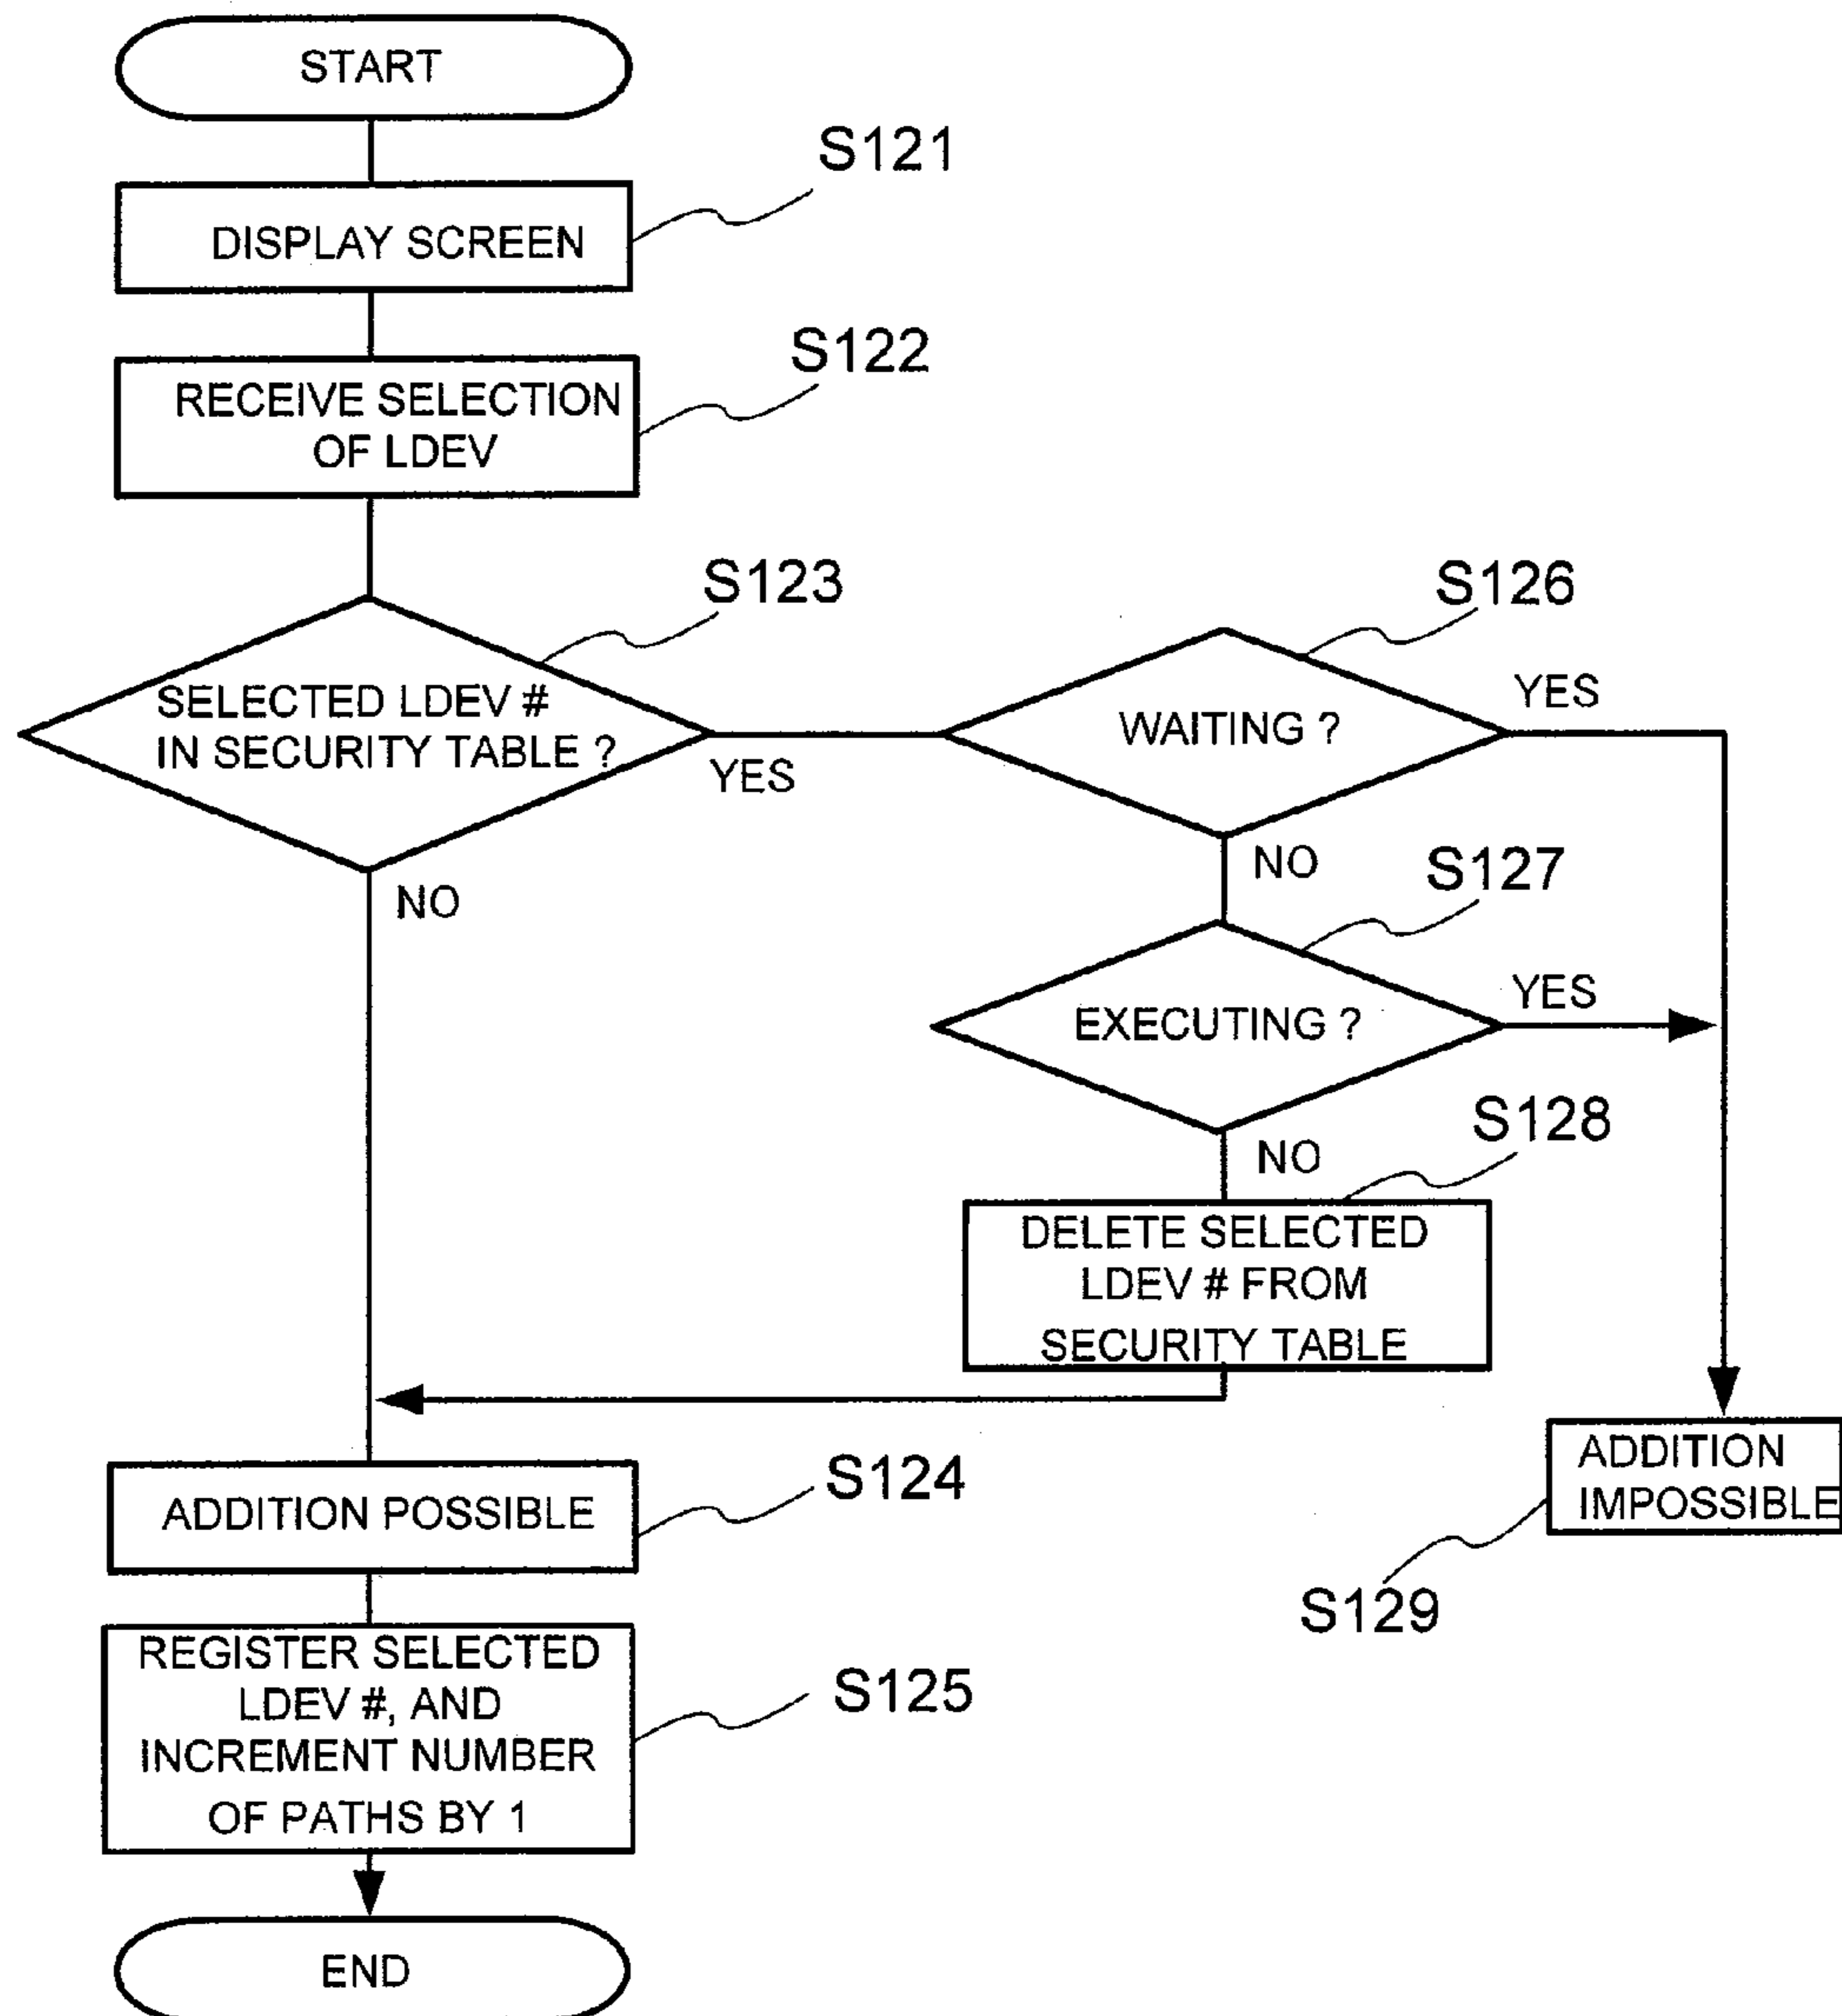 START
S121
DISPLAY SCREEN
S122
RECEIVE SELECTION
OF LDEV
S123
SELECTED LDEV #
IN SECURITY TABLE ?
YES
NO
S126
WAITING ?
YES
NO
S127
EXECUTING ?
YES
NO
S128
DELETE SELECTED
LDEV # FROM
SECURITY TABLE
S124
ADDITION POSSIBLE
ADDITION
IMPOSSIBLE
S129
S125
REGISTER SELECTED
LDEV #, AND
INCREMENT NUMBER
OF PATHS BY 1
END